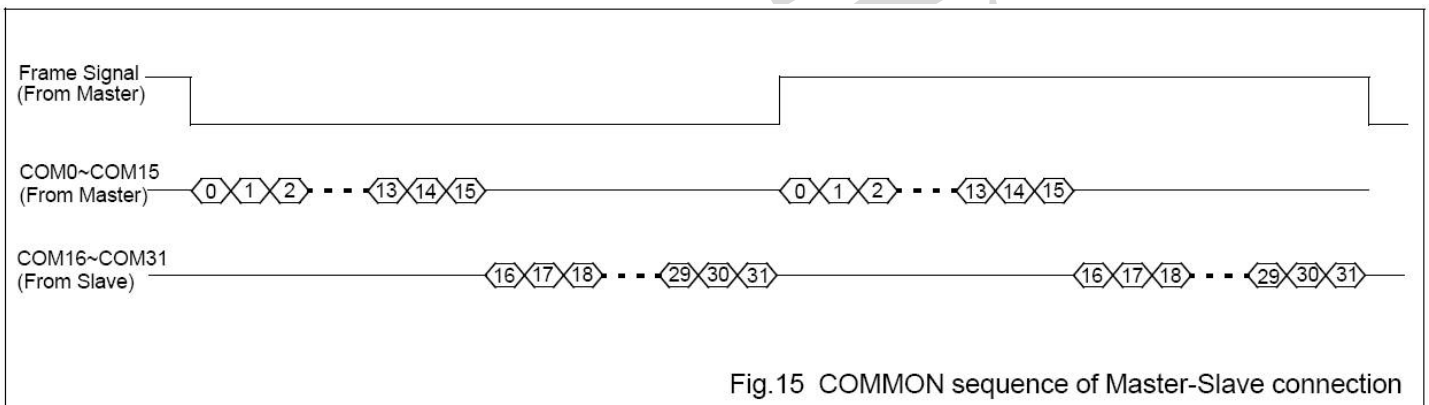 Frame Signal
(From Master)
COM0~COM15
(From Master)
0 1 2 13 14 15 0 1 2 13 14 15
COM16~COM31
(From Slave)
16 17 18 29 30 31 16 17 18 29 30 31
Fig.15 COMMON sequence of Master-Slave connection